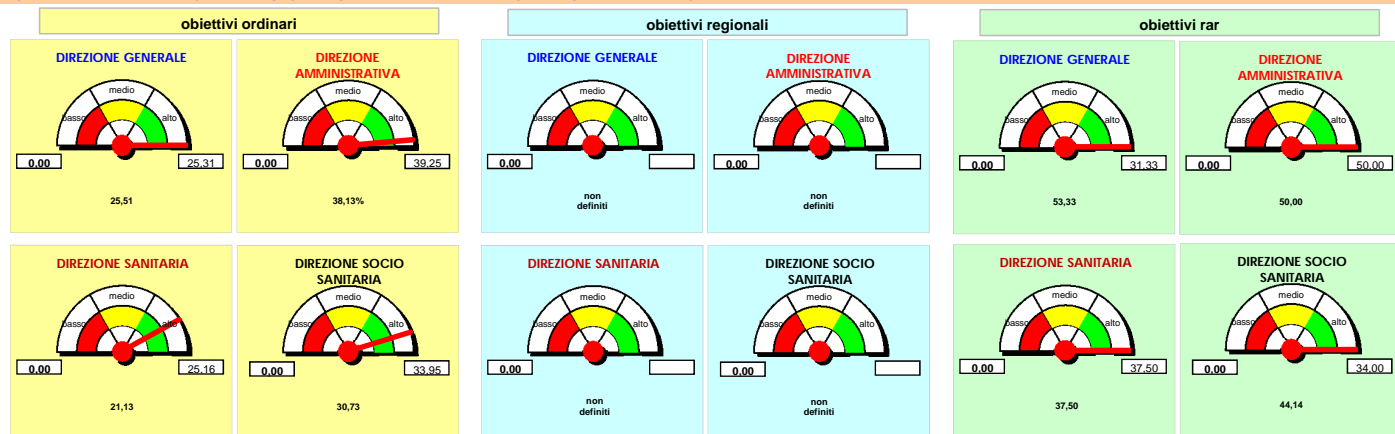 obiettivi ordinari
obiettivi regionali
obiettivi rar
DIREZIONE GENERALE
medio
basso
alto
0,00
25,31
25,51
DIREZIONE
AMMINISTRATIVA
medio
basso
alto
0,00
39,25
38,13%
DIREZIONE GENERALE
medio
basso
alto
0,00
non
definiti
DIREZIONE
AMMINISTRATIVA
medio
basso
alto
0,00
non
definiti
DIREZIONE GENERALE
medio
basso
alto
0,00
31,33
53,33
DIREZIONE
AMMINISTRATIVA
medio
basso
alto
0,00
50,00
50,00
DIREZIONE SANITARIA
medio
basso
alto
0,00
25,16
21,13
DIREZIONE SOCIO
SANITARIA
medio
basso
alto
0,00
33,95
30,73
DIREZIONE SANITARIA
medio
basso
alto
0,00
non
definiti
DIREZIONE SOCIO
SANITARIA
medio
basso
alto
0,00
non
definiti
DIREZIONE SANITARIA
medio
basso
alto
0,00
37,50
37,50
DIREZIONE SOCIO
SANITARIA
medio
basso
alto
0,00
34,00
44,14